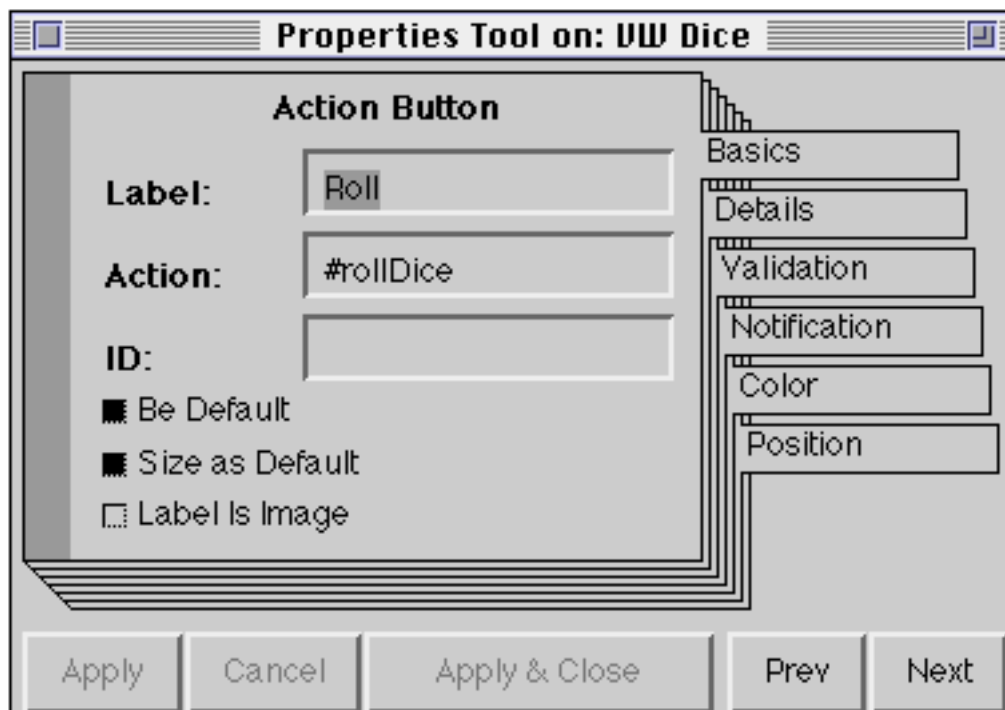 Properties Tool on: VW Dice
Action Button
Label: Roll
Action: #rollDice
ID:
Be Default
Size as Default
Label Is Image
Basics
Details
Validation
Notification
Color
Position
Apply Cancel Apply & Close Prev Next